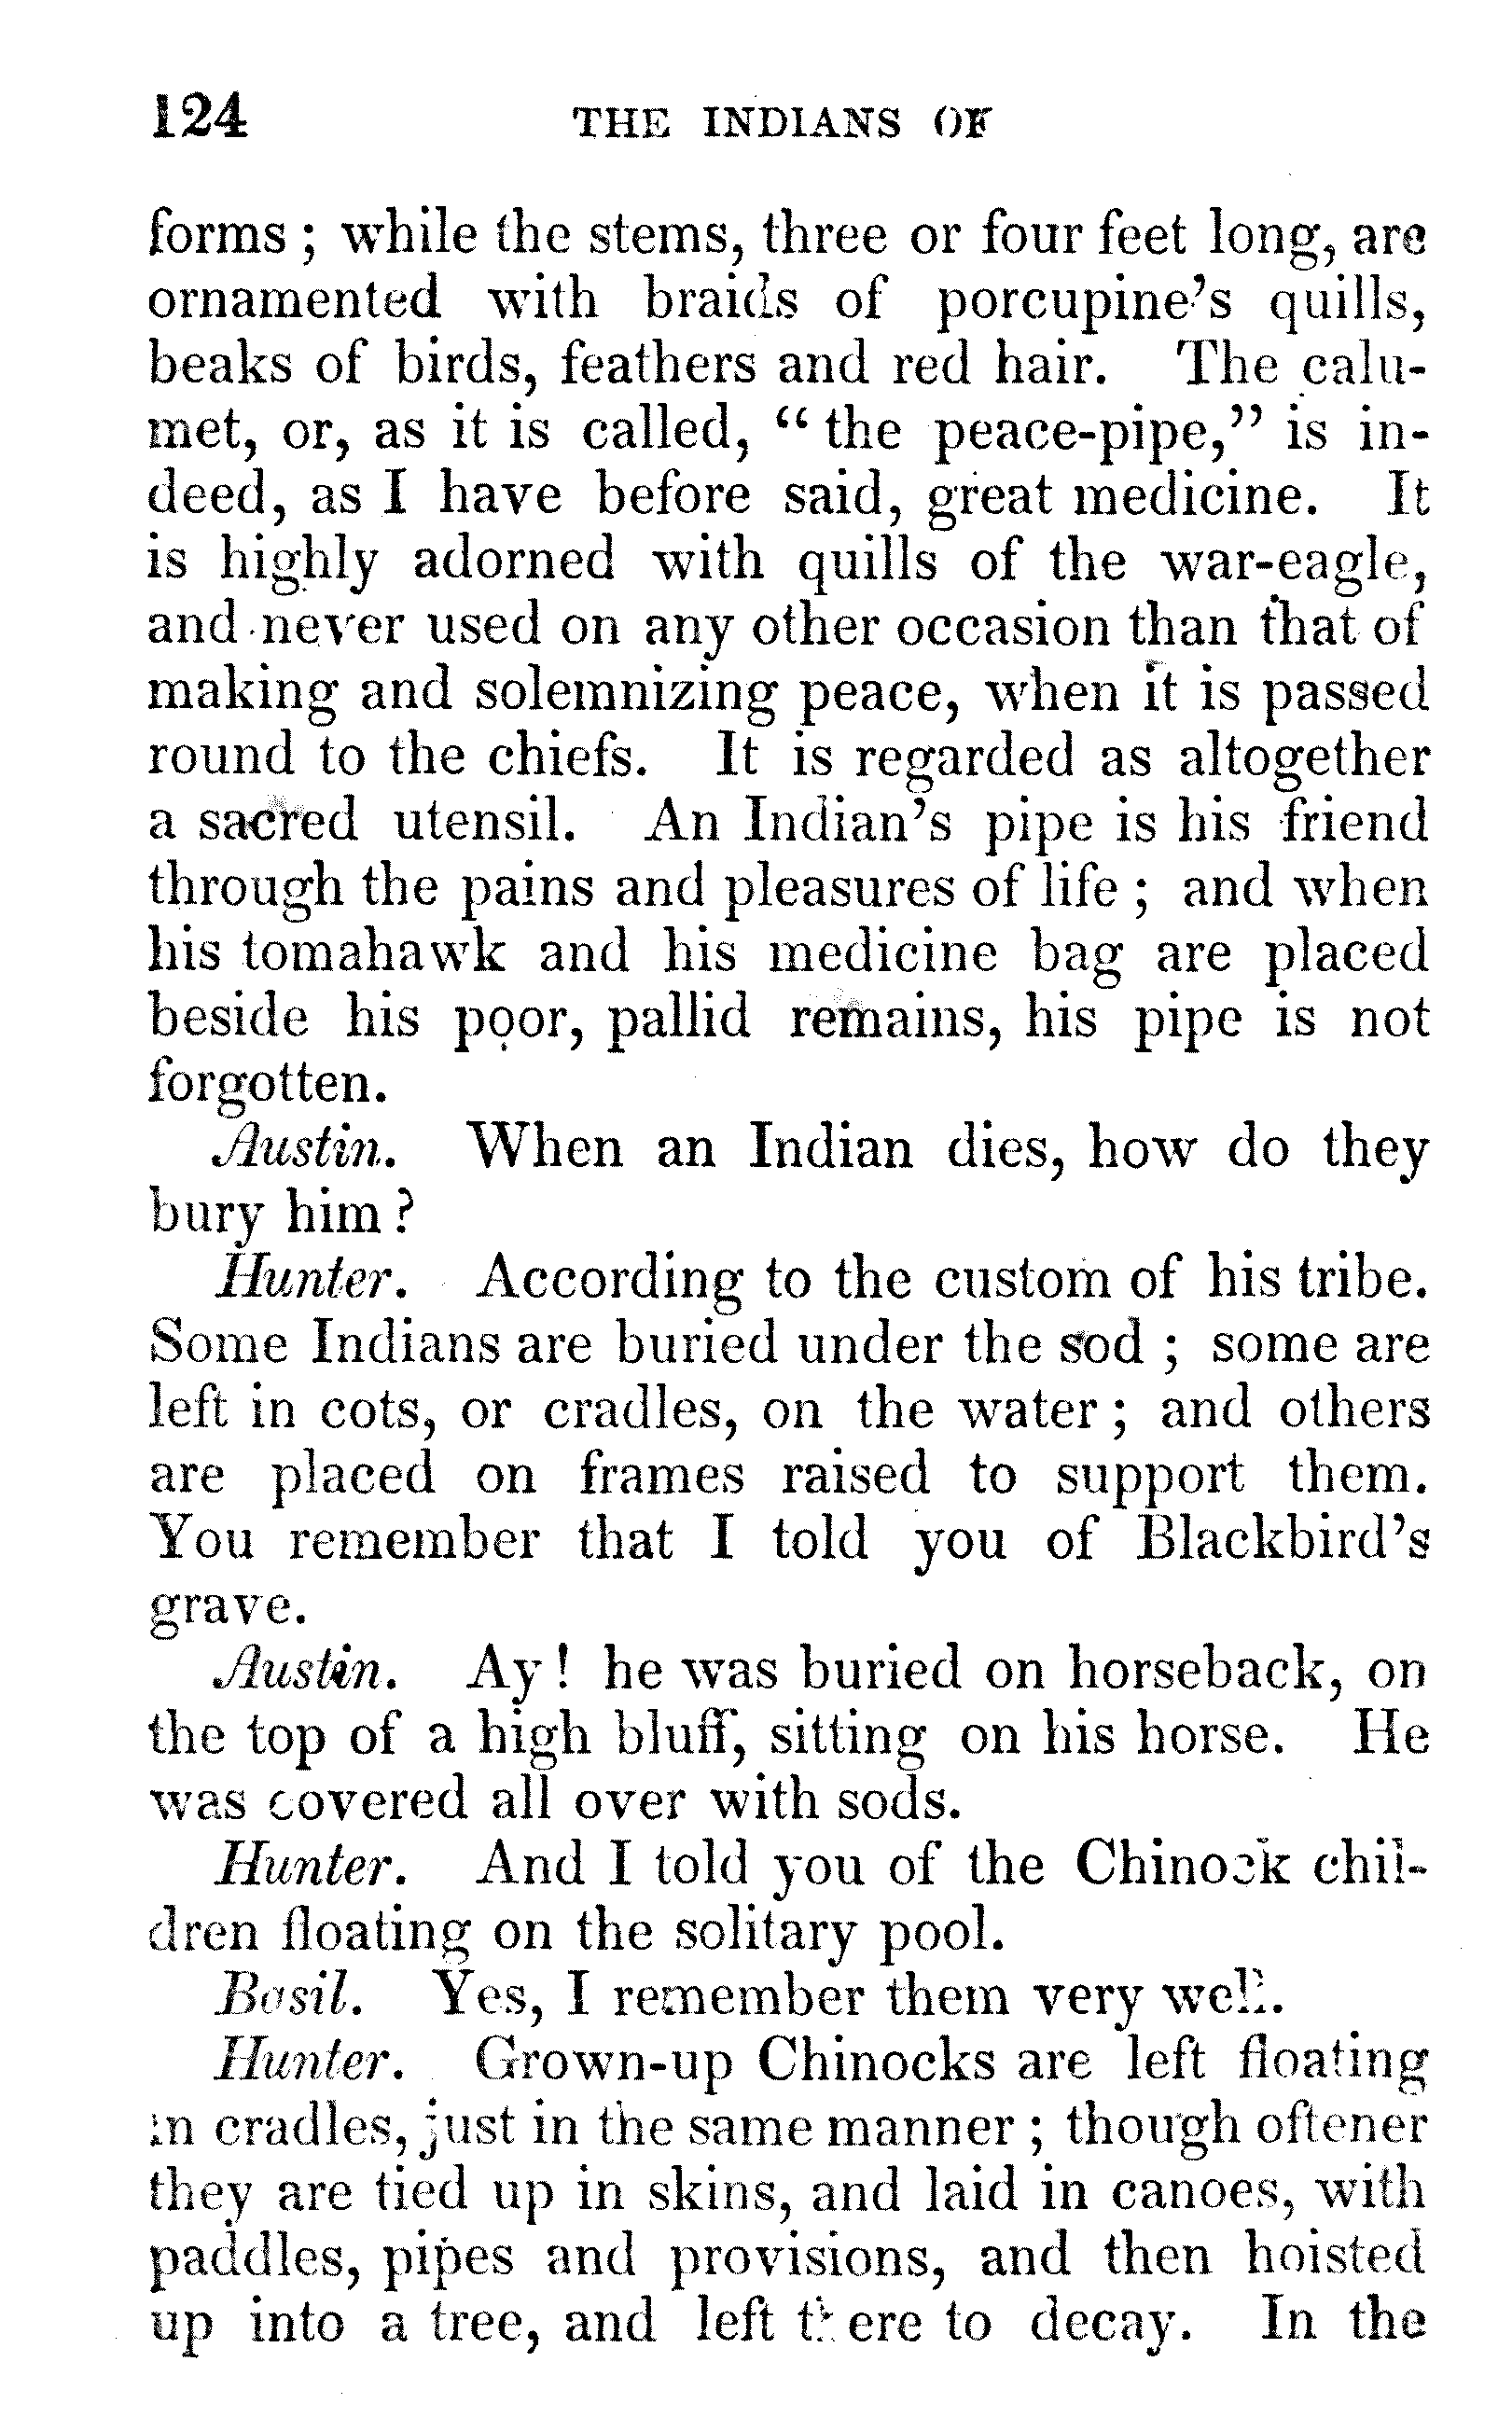 124 THE INDIANS OF
forms ; while the stems, three or four feet long, are
ornamented with braids of porcupine's quills,
beaks of birds, feathers and red hair. The calu-
met, or, as it is called, “ the peace-pipe,” is in-
deed, as I have before said, great medicine. It
is highly adorned with quills of the war-eagle,
and never used on any other occasion than that of
making and solemnizing peace, when it is passed
round to the chiefs. It is regarded as altogether
a sacred utensil. An Indian's pipe is his friend
through the pains and pleasures of life ; and when
his tomahawk and his medicine bag are placed
beside his poor, pallid remains, his pipe is not
forgotten.
Austin. When an Indian dies, how do they
bury him ?
Hunter. According to the custom of his tribe.
Some Indians are buried under the sod ; some are
left in cots, or cradles, on the water ; and others
are placed on frames raised to support them.
You remember that I told you of Blackbird's
grave.
Austin. Ay ! he was buried on horseback, on
the top of a high bluff, sitting on his horse. He
was covered all over with sods.
Hunter. And I told you of the Chinock chil-
dren floating on the solitary pool.
Basil. Yes, I remember them very well.
Hunter. Grown-up Chinocks are left floating
in cradles, just in the same manner ; though oftener
they are tied up in skins, and laid in canoes, with
paddles, pipes and provisions, and then hoisted
up into a tree, and left there to decay. In the